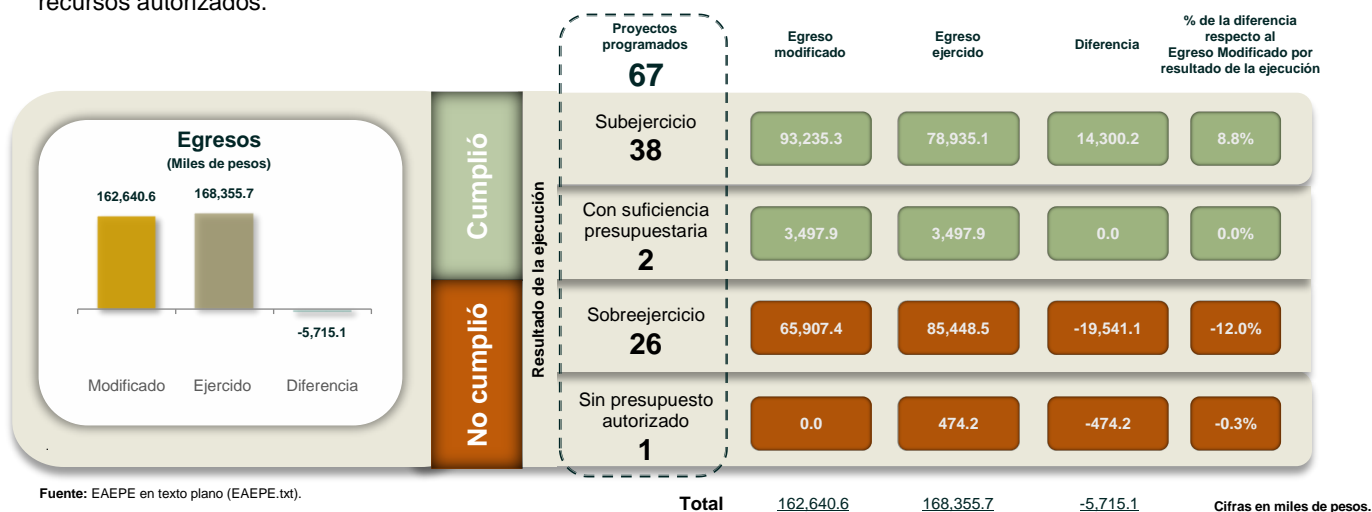 recursos autorizados.
Proyectos
programados
67
Egreso
modificado
Egreso
ejercido
Diferencia
% de la diferencia
respecto al
Egreso Modificado por
resultado de la ejecución
Egresos
(Miles de pesos)
162,640.6
168,355.7
-5,715.1
Modificado
Ejercido
Diferencia
.
Cumplió
No cumplió
Resultado de la ejecución
Subejercicio
38
93,235.3
78,935.1
14,300.2
8.8%
Con suficiencia
presupuestaria
2
3,497.9
3,497.9
0.0
0.0%
Sobreejercicio
26
65,907.4
85,448.5
-19,541.1
-12.0%
Sin presupuesto
autorizado
1
0.0
474.2
-474.2
-0.3%
Fuente: EAEPE en texto plano (EAEPE.txt).
Total 162,640.6 168,355.7 -5,715.1 Cifras en miles de pesos.